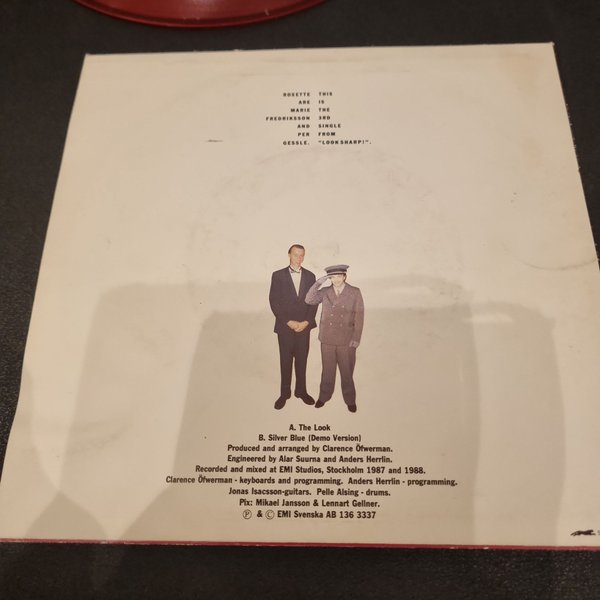 ROXETTE THIS
ARE IS
MARIE THE
FREDRIKSSON 3RD
AND SINGLE
PER FROM
GESSLE. "LOOK SHARP!".
A. The Look
B. Silver Blue (Demo Version)
Produced and arranged by Clarence Öfwerman.
Engineered by Alar Suurna and Anders Herrlin.
Recorded and mixed at EMI Studios, Stockholm 1987 and 1988.
Clarence Öfwerman - keyboards and programming. Anders Herrlin - programming.
Jonas Isacsson-guitars. Pelle Alsing - drums.
Pix: Mikael Jansson & Lennart Gellner.
℗ & © EMI Svenska AB 136 3337